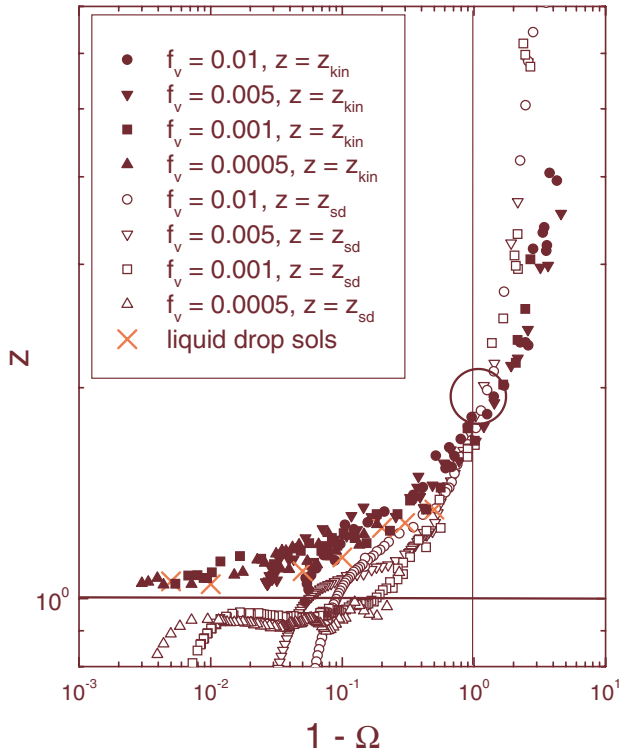 f_v = 0.01, z = z_kin
f_v = 0.005, z = z_kin
f_v = 0.001, z = z_kin
f_v = 0.0005, z = z_kin
f_v = 0.01, z = z_sd
f_v = 0.005, z = z_sd
f_v = 0.001, z = z_sd
f_v = 0.0005, z = z_sd
liquid drop sols
z
10^0
10^-3 10^-2 10^-1 10^0 10^1
1 - Ω